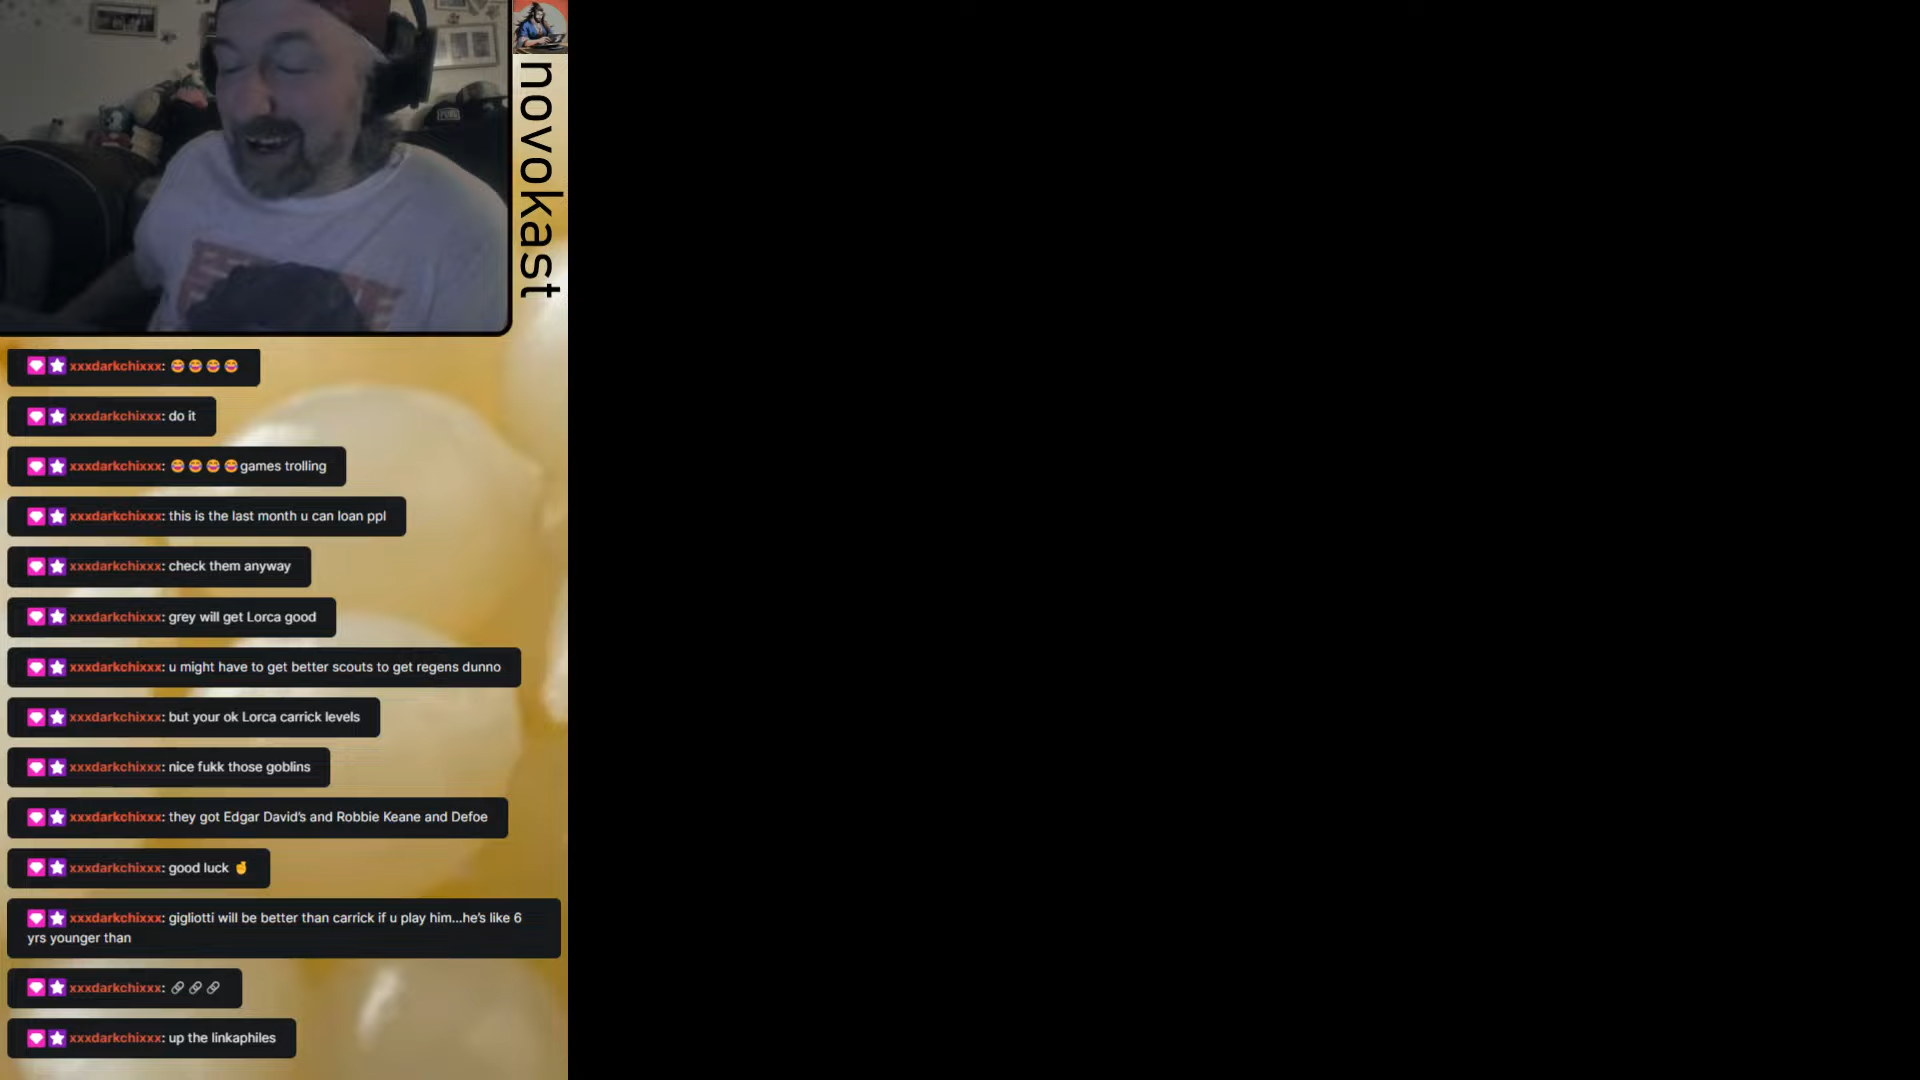 novokast
xxxdarkchixxx: 😂😂😂😂
xxxdarkchixxx: do it
xxxdarkchixxx: 😂😂😂😂games trolling
xxxdarkchixxx: this is the last month u can loan ppl
xxxdarkchixxx: check them anyway
xxxdarkchixxx: grey will get Lorca good
xxxdarkchixxx: u might have to get better scouts to get regens dunno
xxxdarkchixxx: but your ok Lorca carrick levels
xxxdarkchixxx: nice fukk those goblins
xxxdarkchixxx: they got Edgar David's and Robbie Keane and Defoe
xxxdarkchixxx: good luck 🤞
xxxdarkchixxx: gigliotti will be better than carrick if u play him...he's like 6
yrs younger than
xxxdarkchixxx: 🔗🔗🔗
xxxdarkchixxx: up the linkaphiles